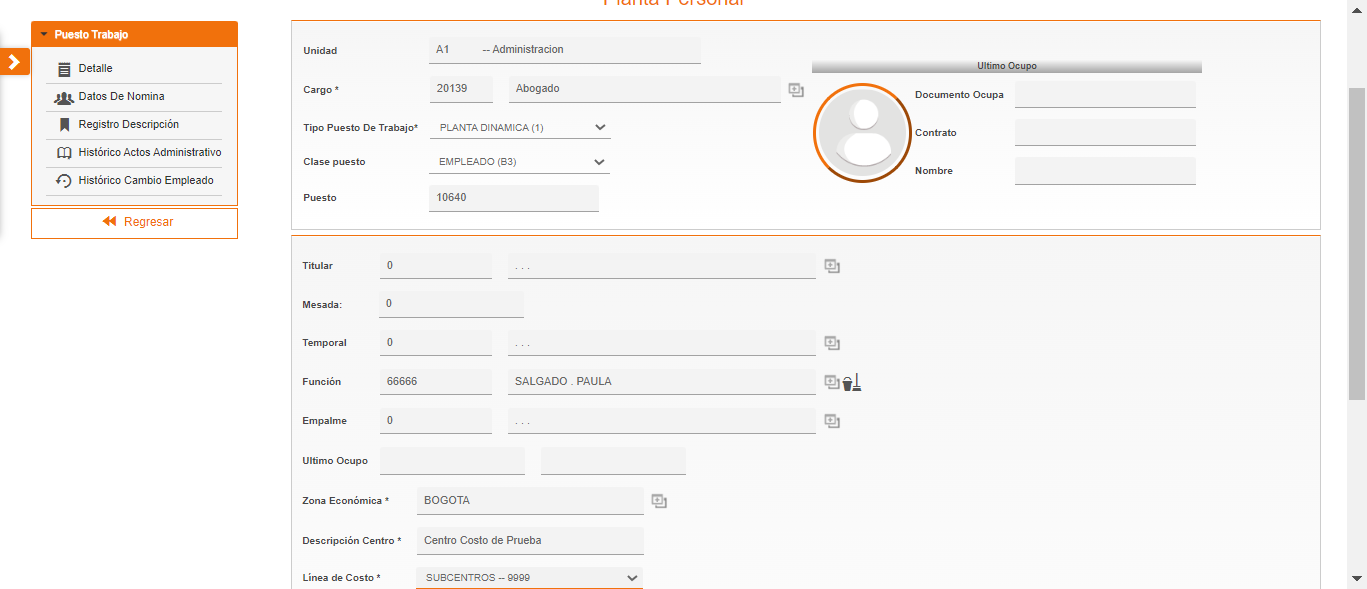 Planta Personal
Puesto Trabajo
Detalle
Datos De Nomina
Registro Descripción
Histórico Actos Administrativo
Histórico Cambio Empleado
Regresar
Unidad A1 -- Administracion
Cargo * 20139 Abogado
Tipo Puesto De Trabajo* PLANTA DINAMICA (1)
Clase puesto EMPLEADO (B3)
Puesto 10640
Ultimo Ocupo
Documento Ocupa
Contrato
Nombre
Titular 0 . . .
Mesada: 0
Temporal 0 . . .
Función 66666 SALGADO . PAULA
Empalme 0 . . .
Ultimo Ocupo
Zona Económica * BOGOTA
Descripción Centro * Centro Costo de Prueba
Línea de Costo * SUBCENTROS -- 9999